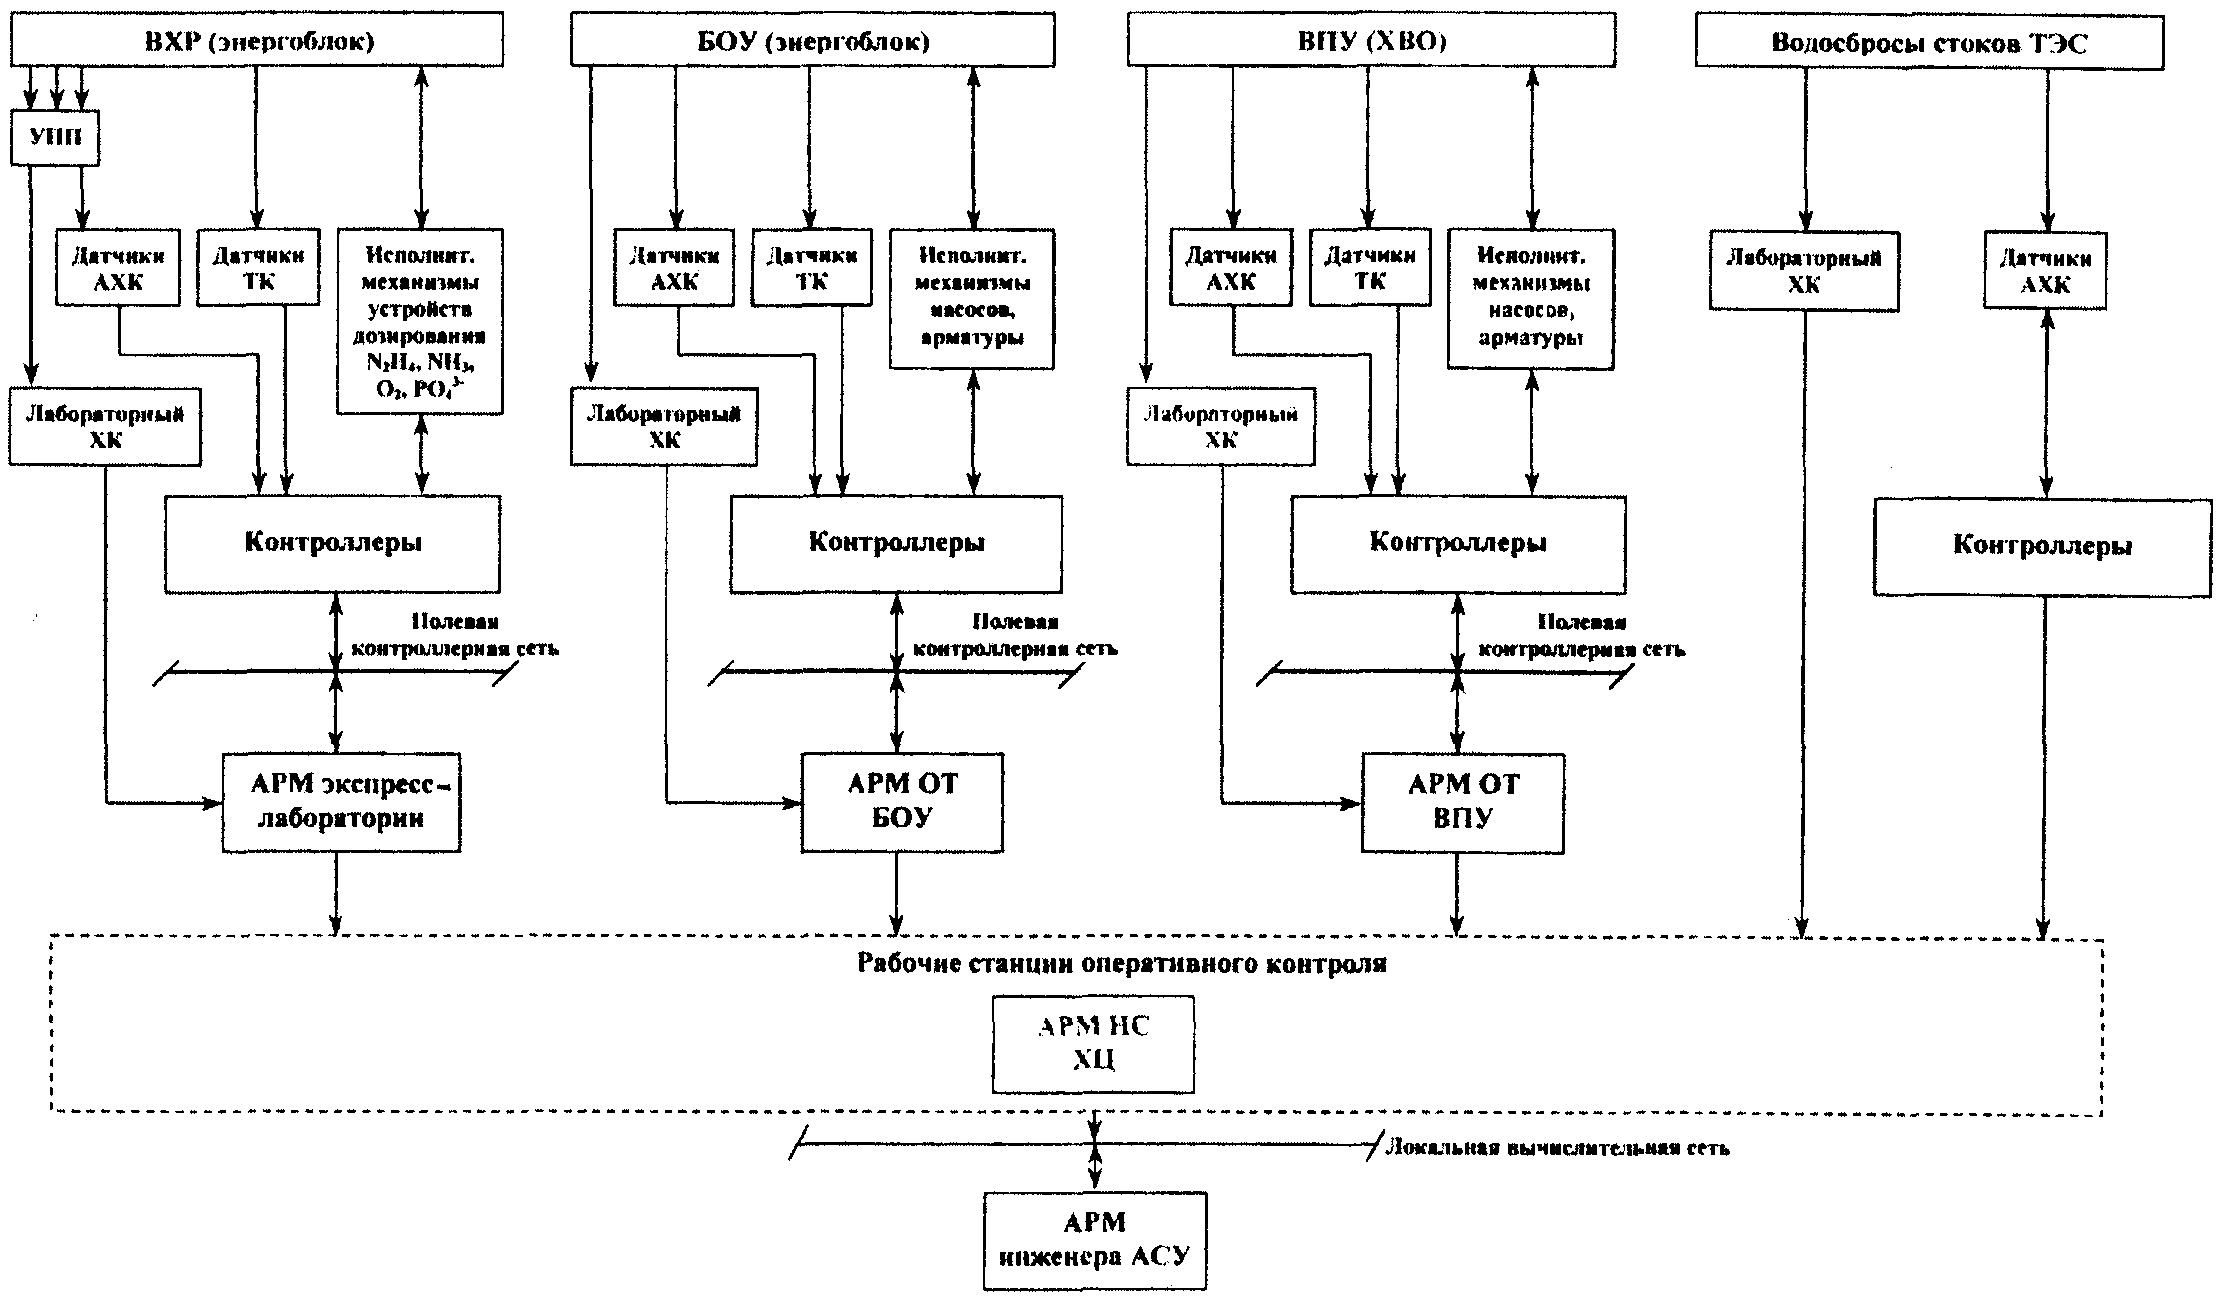 ВХР (энергоблок)
БОУ (энергоблок)
ВПУ (ХВО)
Водосбросы стоков ТЭС
УПП
Датчики
АХК
Датчики
ТК
Исполнит.
механизмы
устройств
дозирования
N₂H₄, NH₃,
O₂, PO₄³⁻
Лабораторный
ХК
Датчики
АХК
Датчики
ТК
Исполнит.
механизмы
насосов,
арматуры
Лабораторный
ХК
Датчики
АХК
Датчики
ТК
Исполнит.
механизмы
насосов,
арматуры
Лабораторный
ХК
Лабораторный
ХК
Датчики
АХК
Контроллеры
Контроллеры
Контроллеры
Контроллеры
Полевая
контроллерная сеть
Полевая
контроллерная сеть
Полевая
контроллерная сеть
АРМ экспресс–
лаборатории
АРМ ОТ
БОУ
АРМ ОТ
ВПУ
Рабочие станции оперативного контроля
АРМ НС
ХЦ
Локальная вычислительная сеть
АРМ
инженера АСУ